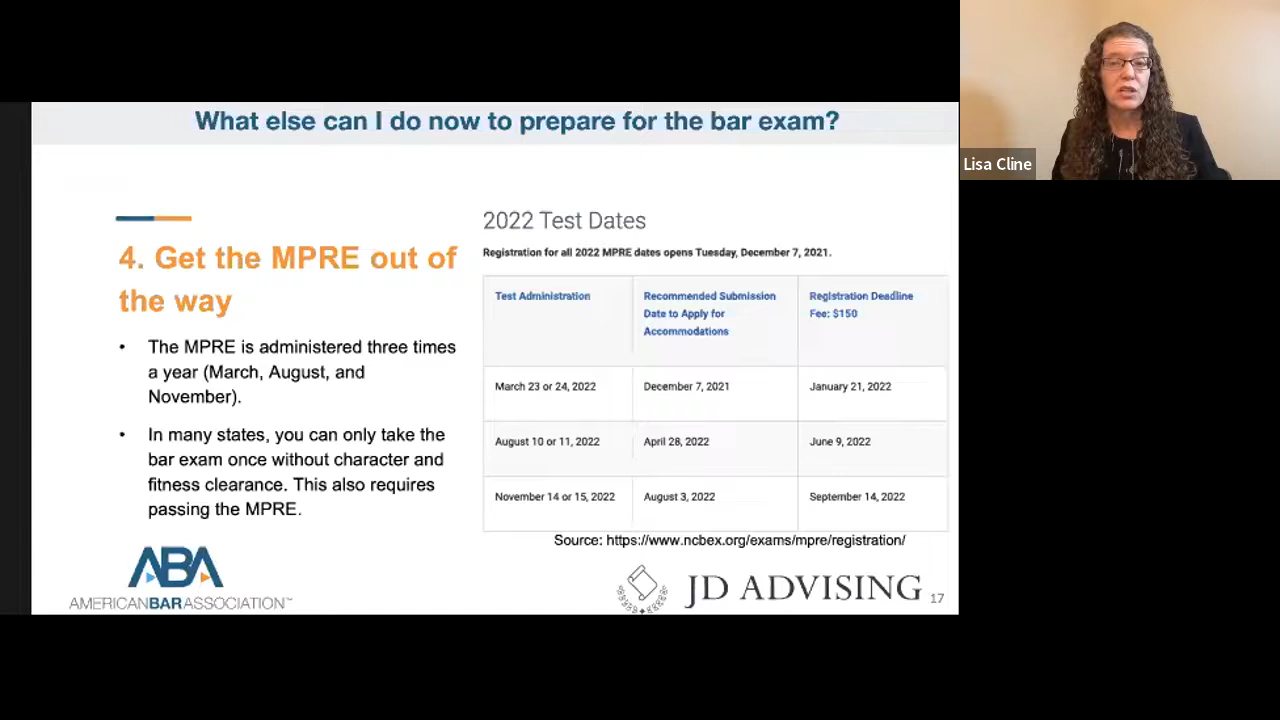 What else can I do now to prepare for the bar exam?
4. Get the MPRE out of
the way
• The MPRE is administered three times
a year (March, August, and
November).
• In many states, you can only take the
bar exam once without character and
fitness clearance. This also requires
passing the MPRE.
2022 Test Dates
Registration for all 2022 MPRE dates opens Tuesday, December 7, 2021.
Test Administration
Recommended Submission
Date to Apply for
Accommodations
Registration Deadline
Fee: $150
March 23 or 24, 2022 December 7, 2021 January 21, 2022
August 10 or 11, 2022 April 28, 2022 June 9, 2022
November 14 or 15, 2022 August 3, 2022 September 14, 2022
Source: https://www.ncbex.org/exams/mpre/registration/
ABA
AMERICANBARASSOCIATION™
JD ADVISING
17
Lisa Cline